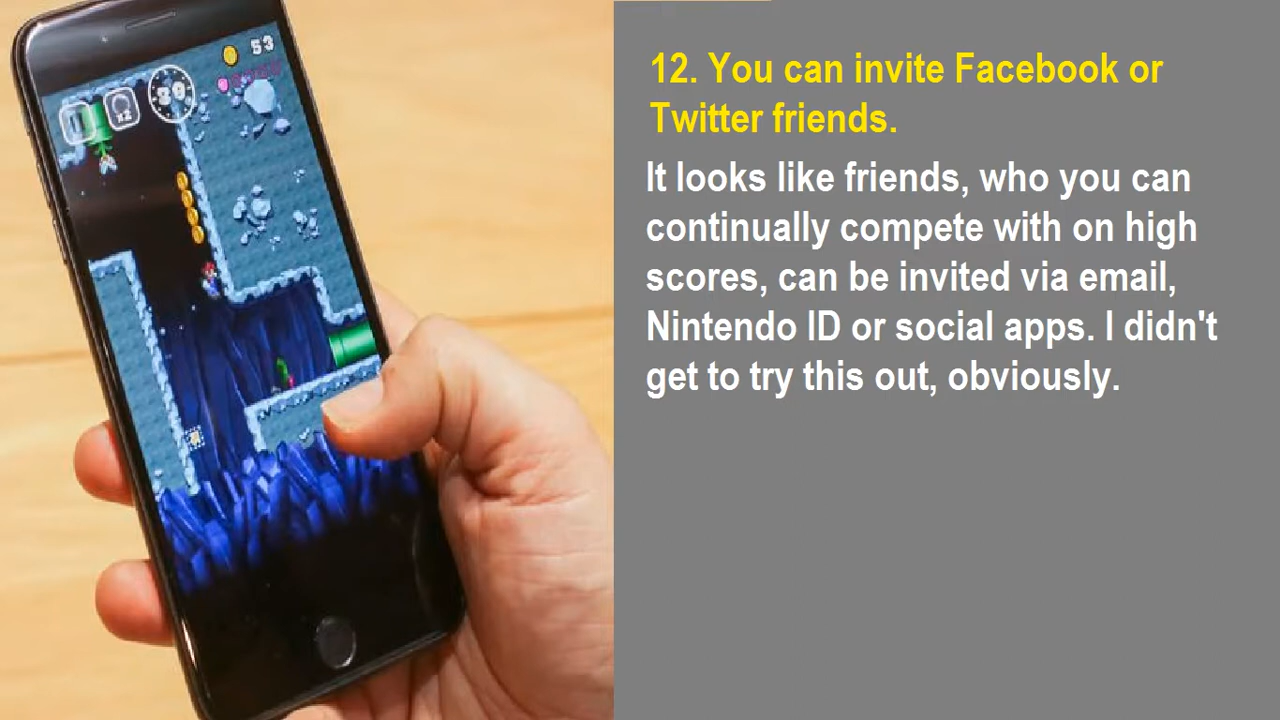 53
39
x2
12. You can invite Facebook or
Twitter friends.
It looks like friends, who you can
continually compete with on high
scores, can be invited via email,
Nintendo ID or social apps. I didn't
get to try this out, obviously.